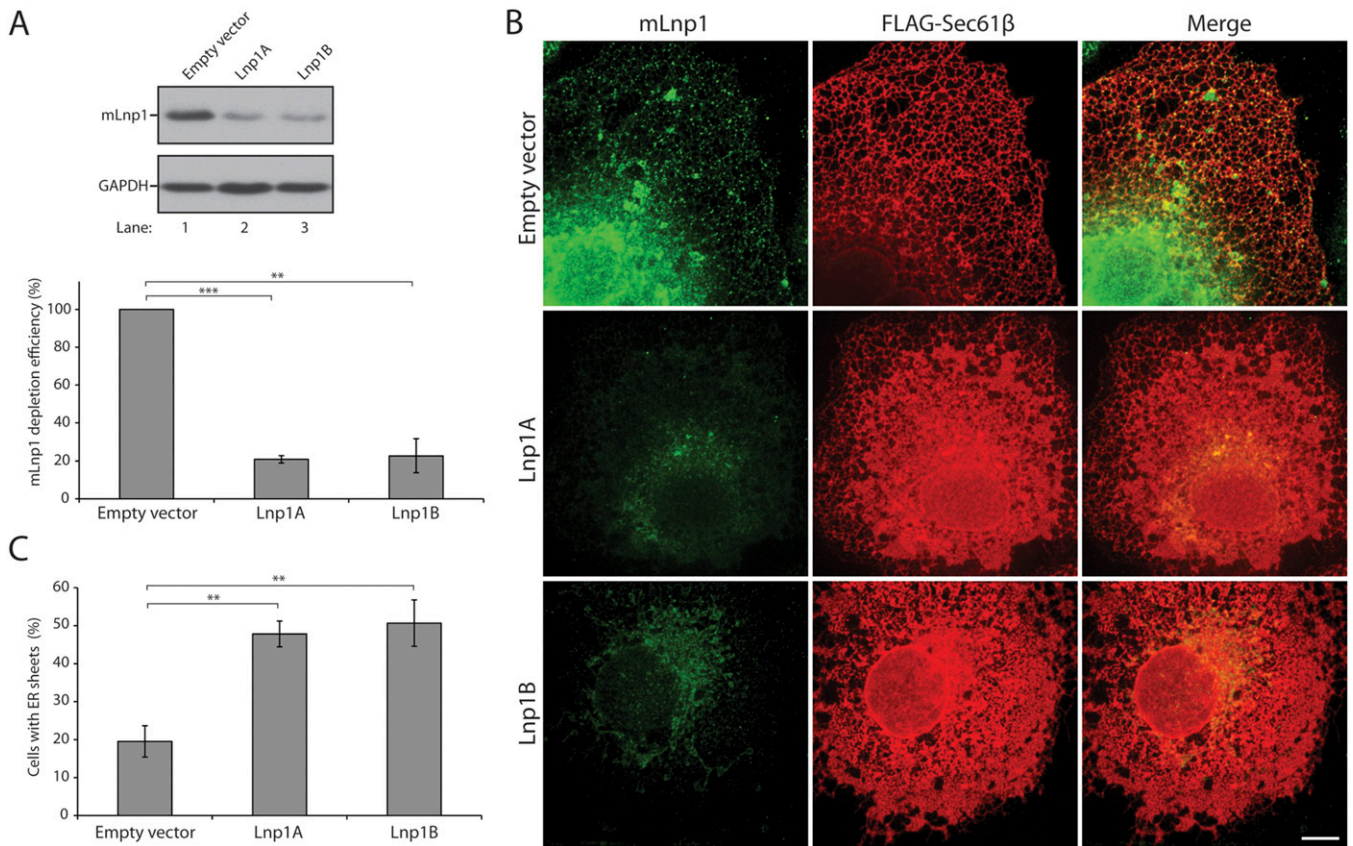 A
Empty vector
Lnp1A
Lnp1B
mLnp1
GAPDH
Lane: 1 2 3
mLnp1 depletion efficiency (%)
100
80
60
40
20
0
***
**
Empty vector Lnp1A Lnp1B
C
Cells with ER sheets (%)
60
50
40
30
20
10
0
**
**
Empty vector Lnp1A Lnp1B
B
mLnp1 FLAG-Sec61β Merge
Empty vector
Lnp1A
Lnp1B